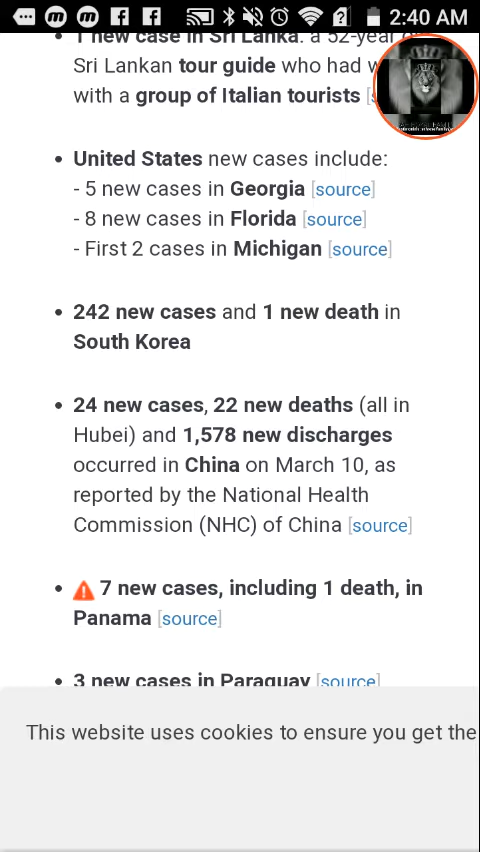 2:40 AM
1 new case in Sri Lanka: a 52-year
Sri Lankan tour guide who had
with a group of Italian tourists [
United States new cases include:
- 5 new cases in Georgia [source]
- 8 new cases in Florida [source]
- First 2 cases in Michigan [source]
242 new cases and 1 new death in
South Korea
24 new cases, 22 new deaths (all in
Hubei) and 1,578 new discharges
occurred in China on March 10, as
reported by the National Health
Commission (NHC) of China [source]
7 new cases, including 1 death, in
Panama [source]
3 new cases in Paraguay [source]
This website uses cookies to ensure you get the